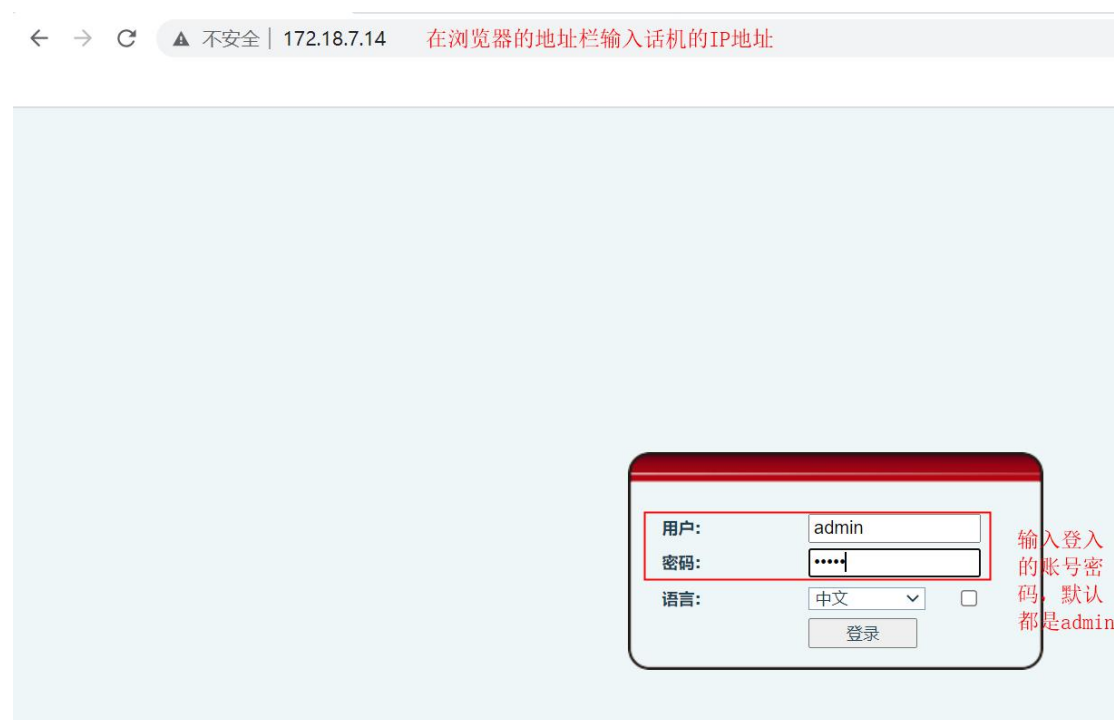 不安全 172.18.7.14 在浏览器的地址栏输入话机的IP地址
用户: admin
密码: •••••
语言: 中文
登录
输入登入
的账号密
码，默认
都是admin